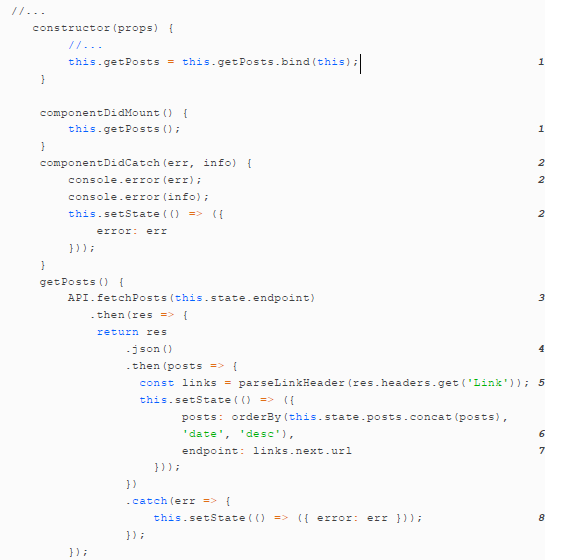 //...
constructor(props) {
//...
this.getPosts = this.getPosts.bind(this); 1
}
componentDidMount() {
this.getPosts(); 1
}
componentDidCatch(err, info) { 2
console.error(err); 2
console.error(info);
this.setState(() => ({ 2
error: err
}));
}
getPosts() {
API.fetchPosts(this.state.endpoint) 3
.then(res => {
return res
.json() 4
.then(posts => {
const links = parseLinkHeader(res.headers.get('Link')); 5
this.setState(() => ({
posts: orderBy(this.state.posts.concat(posts),
'date', 'desc'), 6
endpoint: links.next.url 7
}));
})
.catch(err => {
this.setState(() => ({ error: err })); 8
});
});